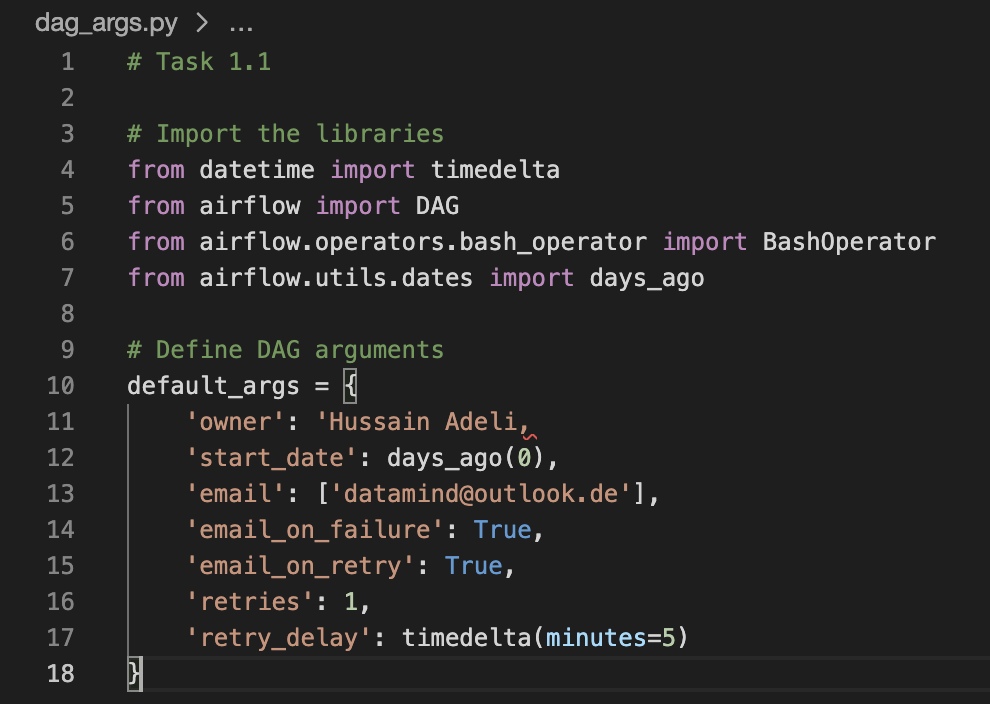 dag_args.py > ...
1 # Task 1.1
2
3 # Import the libraries
4 from datetime import timedelta
5 from airflow import DAG
6 from airflow.operators.bash_operator import BashOperator
7 from airflow.utils.dates import days_ago
8
9 # Define DAG arguments
10 default_args = {
11     'owner': 'Hussain Adeli,
12     'start_date': days_ago(0),
13     'email': ['datamind@outlook.de'],
14     'email_on_failure': True,
15     'email_on_retry': True,
16     'retries': 1,
17     'retry_delay': timedelta(minutes=5)
18 }